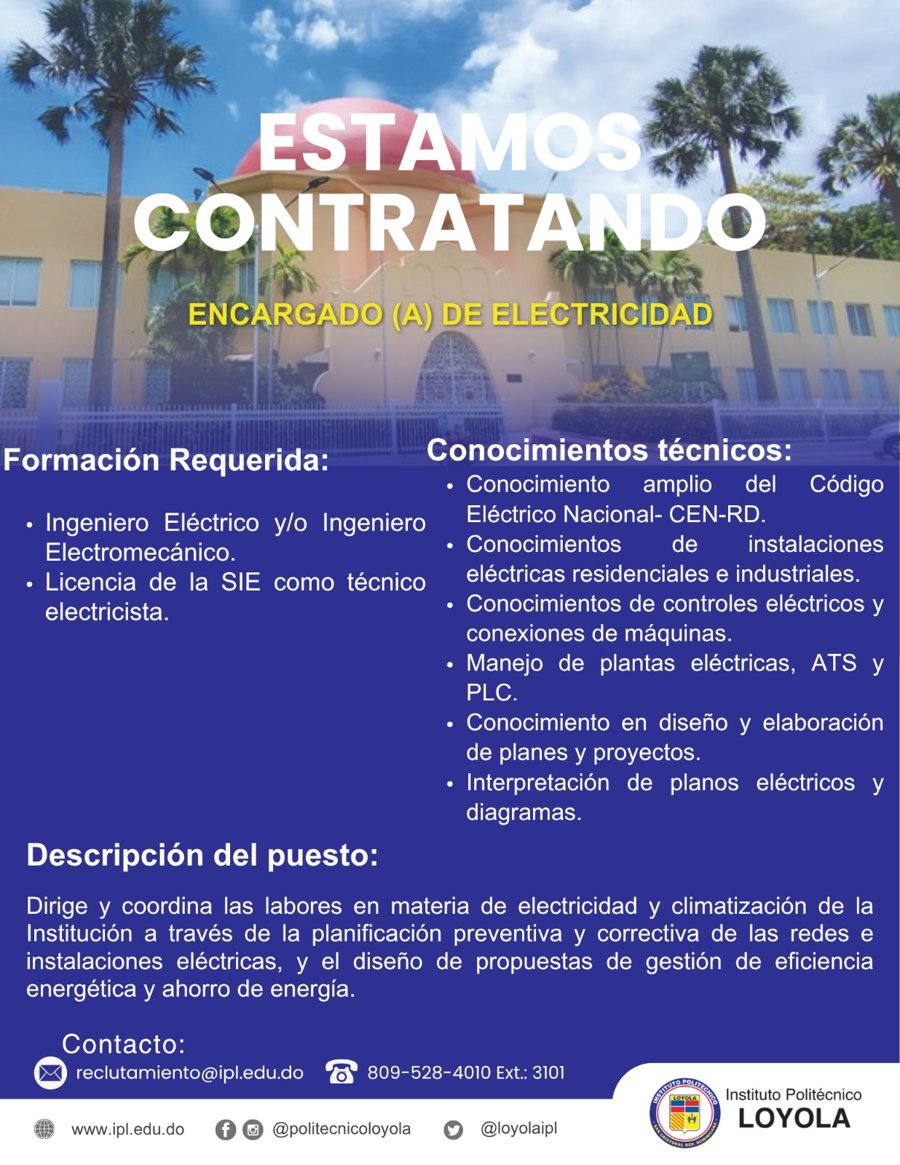 ESTAMOS
CONTRATANDO
ENCARGADO (A) DE ELECTRICIDAD
Formación Requerida:
• Ingeniero Eléctrico y/o Ingeniero
Electromecánico.
• Licencia de la SIE como técnico
electricista.
Conocimientos técnicos:
• Conocimiento amplio del Código
Eléctrico Nacional- CEN-RD.
• Conocimientos de instalaciones
eléctricas residenciales e industriales.
• Conocimientos de controles eléctricos y
conexiones de máquinas.
• Manejo de plantas eléctricas, ATS y
PLC.
• Conocimiento en diseño y elaboración
de planes y proyectos.
• Interpretación de planos eléctricos y
diagramas.
Descripción del puesto:
Dirige y coordina las labores en materia de electricidad y climatización de la
Institución a través de la planificación preventiva y correctiva de las redes e
instalaciones eléctricas, y el diseño de propuestas de gestión de eficiencia
energética y ahorro de energía.
Contacto:
reclutamiento@ipl.edu.do 809-528-4010 Ext.: 3101
www.ipl.edu.do @politecnicoloyola @loyolaipl
INSTITUTO POLITÉCNICO
LOYOLA
Instituto Politécnico
LOYOLA